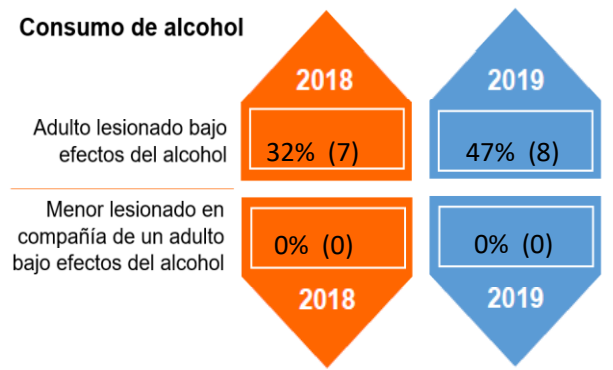 Consumo de alcohol
2018
2019
Adulto lesionado bajo
efectos del alcohol
32% (7)
47% (8)
Menor lesionado en
compañía de un adulto
bajo efectos del alcohol
0% (0)
0% (0)
2018
2019